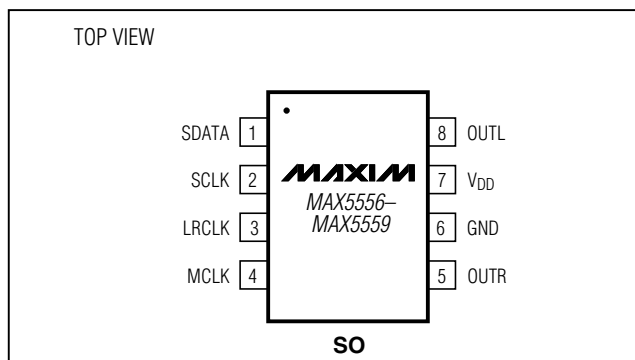 TOP VIEW
SDATA 1
SCLK 2
LRCLK 3
MCLK 4
MAXIM
MAX5556–
MAX5559
8 OUTL
7 VDD
6 GND
5 OUTR
SO